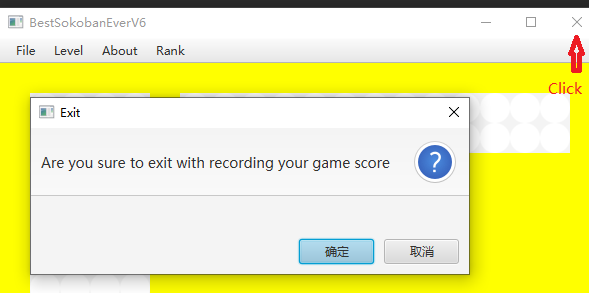 BestSokobanEverV6
File Level About Rank
Click
Exit
Are you sure to exit with recording your game score
?
确定 取消